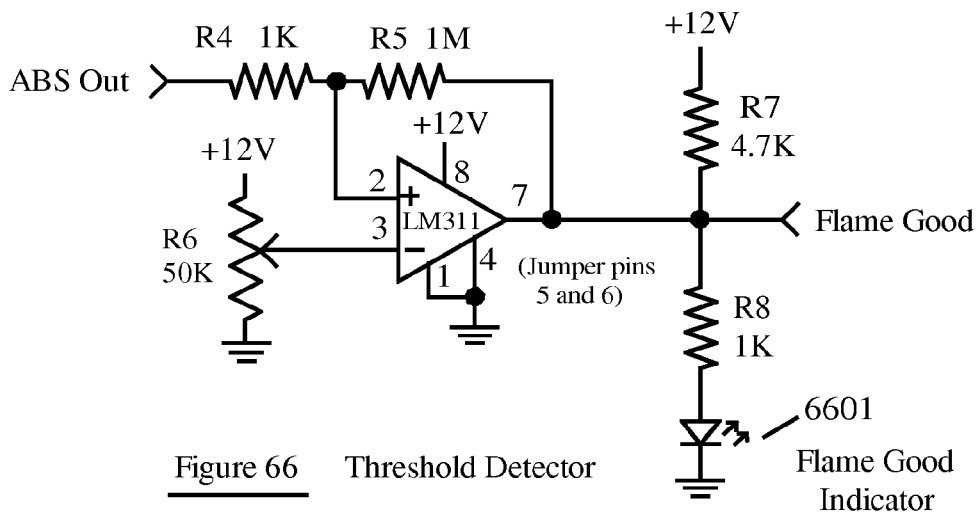 +12V
R4 1K
R5 1M
ABS Out
R7
4.7K
+12V
+12V
8
2
+
7
LM311
Flame Good
3
−
R6
50K
1
4
(Jumper pins
5 and 6)
R8
1K
6601
Figure 66 Threshold Detector
Flame Good
Indicator